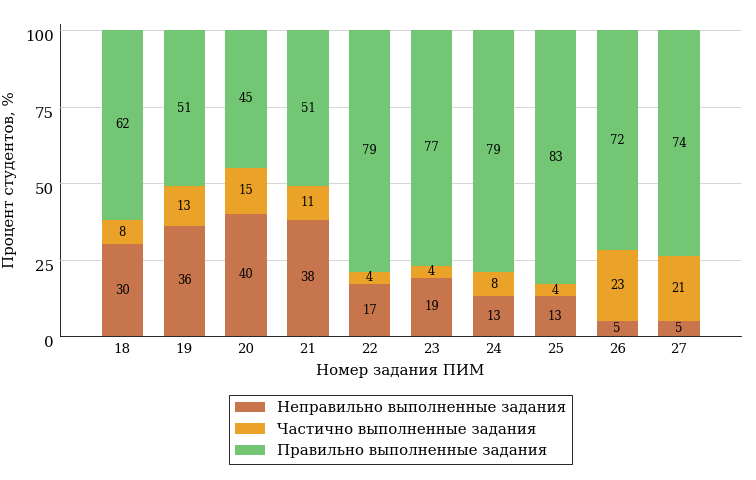 100
75
50
25
0
Процент студентов, %
62 51 45 51 79 77 79 83 72 74
8 13 15 11 4 4 8 4 23 21
30 36 40 38 17 19 13 13 5 5
18 19 20 21 22 23 24 25 26 27
Номер задания ПИМ
Неправильно выполненные задания
Частично выполненные задания
Правильно выполненные задания